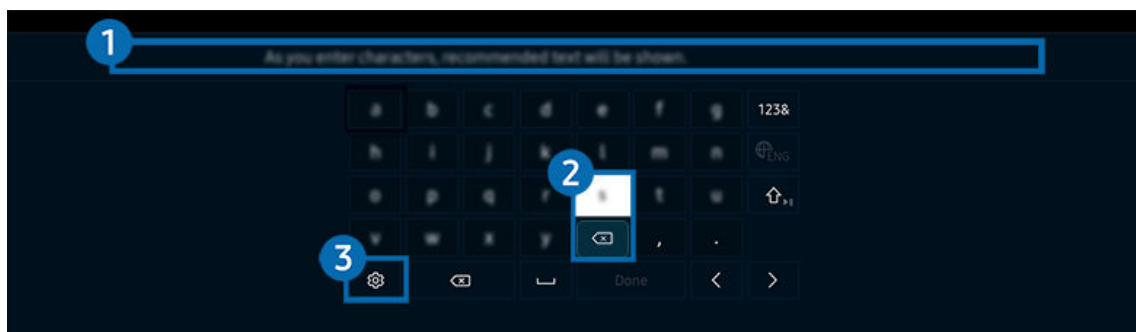 1
As you enter characters, recommended text will be shown.
a b c d e f g 123&
h i j k l m n ENG
2
o p q r s t u
v w x y , .
3
Done < >